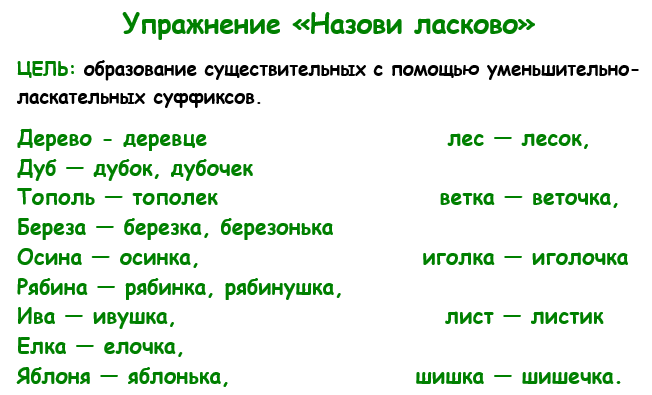 Упражнение «Назови ласково»
ЦЕЛЬ: образование существительных с помощью уменьшительно-
ласкательных суффиксов.
Дерево - деревце лес — лесок,
Дуб — дубок, дубочек
Тополь — тополек ветка — веточка,
Береза — березка, березонька
Осина — осинка, иголка — иголочка
Рябина — рябинка, рябинушка,
Ива — ивушка, лист — листик
Елка — елочка,
Яблоня — яблонька, шишка — шишечка.